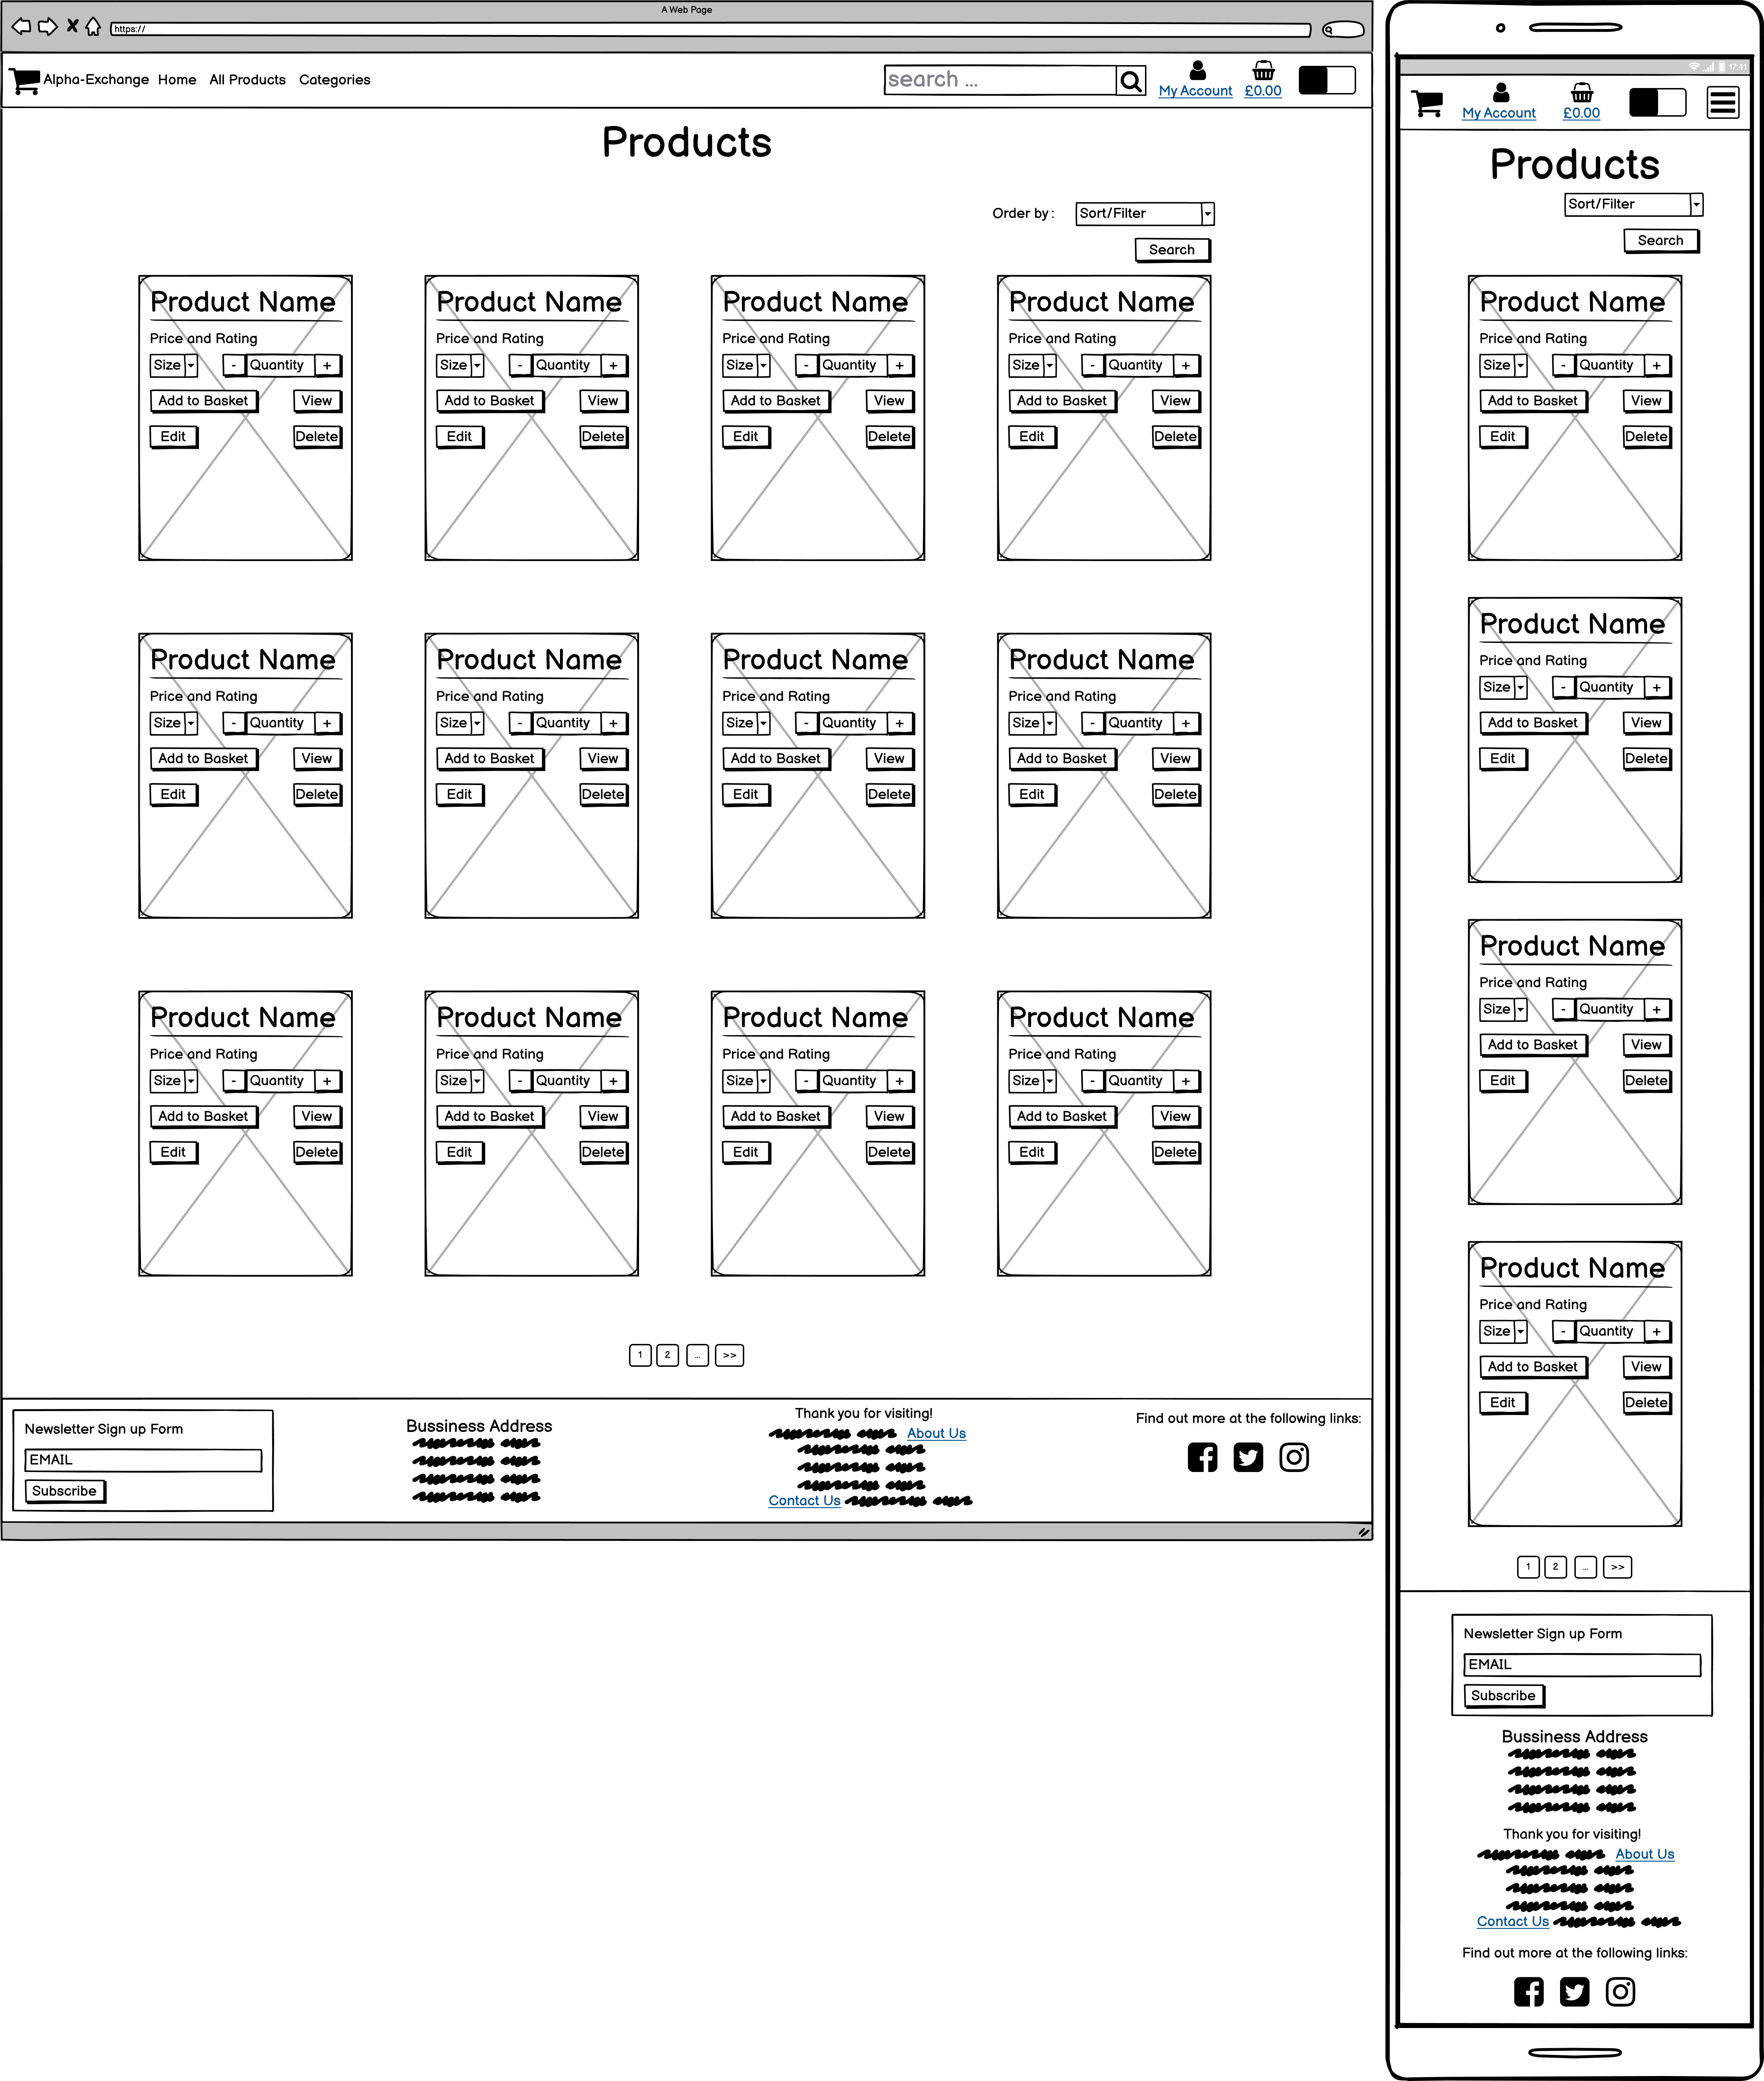 A Web Page
https://
Alpha-Exchange Home All Products Categories search ... My Account £0.00
Products
Order by : Sort/Filter
Search
Product Name Product Name Product Name Product Name
Price and Rating Price and Rating Price and Rating Price and Rating
Size - Quantity + Size - Quantity + Size - Quantity + Size - Quantity +
Add to Basket View Add to Basket View Add to Basket View Add to Basket View
Edit Delete Edit Delete Edit Delete Edit Delete
Product Name Product Name Product Name Product Name
Price and Rating Price and Rating Price and Rating Price and Rating
Size - Quantity + Size - Quantity + Size - Quantity + Size - Quantity +
Add to Basket View Add to Basket View Add to Basket View Add to Basket View
Edit Delete Edit Delete Edit Delete Edit Delete
Product Name Product Name Product Name Product Name
Price and Rating Price and Rating Price and Rating Price and Rating
Size - Quantity + Size - Quantity + Size - Quantity + Size - Quantity +
Add to Basket View Add to Basket View Add to Basket View Add to Basket View
Edit Delete Edit Delete Edit Delete Edit Delete
1 2 ... >>
Newsletter Sign up Form
EMAIL
Subscribe
Bussiness Address
Thank you for visiting!
About Us
Contact Us
Find out more at the following links:
17:41
My Account £0.00
Products
Sort/Filter
Search
Product Name
Price and Rating
Size - Quantity +
Add to Basket View
Edit Delete
Product Name
Price and Rating
Size - Quantity +
Add to Basket View
Edit Delete
Product Name
Price and Rating
Size - Quantity +
Add to Basket View
Edit Delete
Product Name
Price and Rating
Size - Quantity +
Add to Basket View
Edit Delete
1 2 ... >>
Newsletter Sign up Form
EMAIL
Subscribe
Bussiness Address
Thank you for visiting!
About Us
Contact Us
Find out more at the following links: